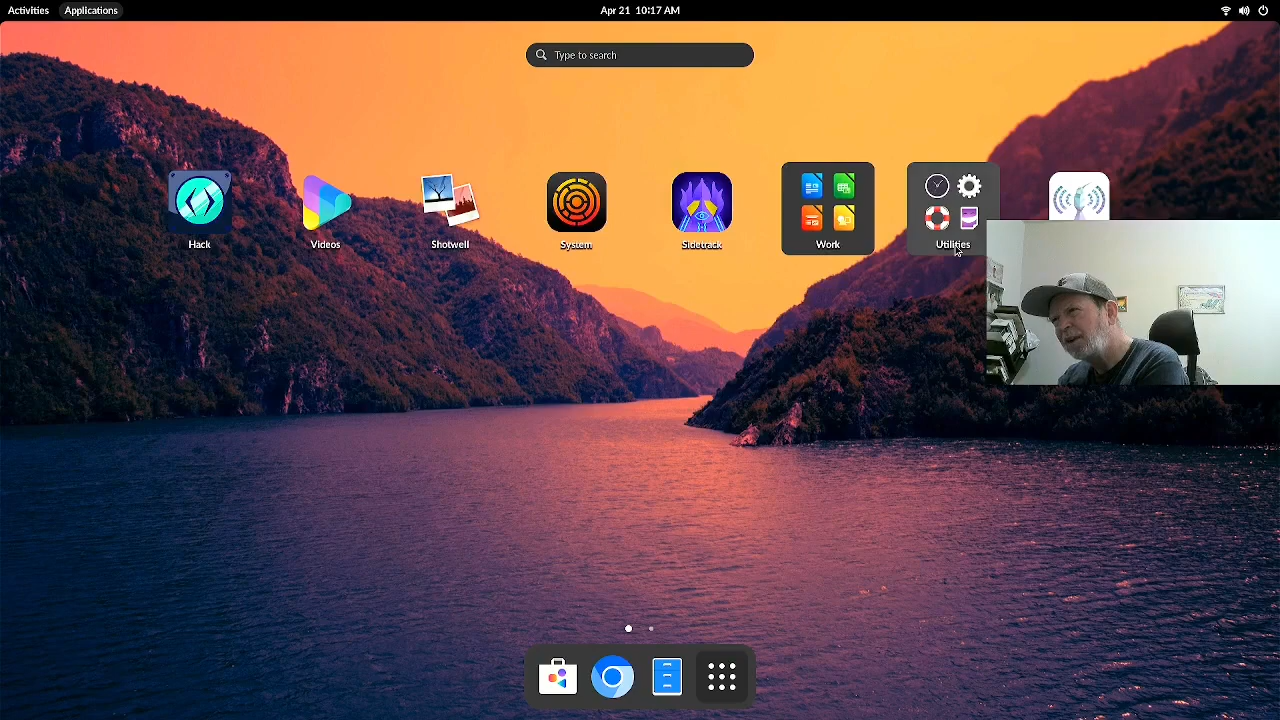 Activities Applications Apr 21 10:17 AM
Type to search
Hack Videos Shotwell System Sidetrack Work Utilities